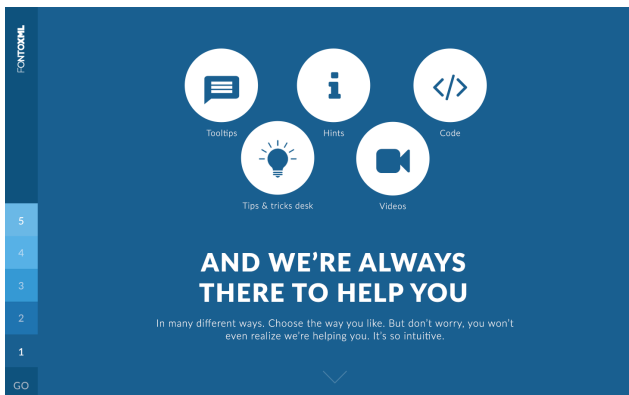 FONTOXML
Tooltips
Hints
Code
Tips & tricks desk
Videos
AND WE'RE ALWAYS
THERE TO HELP YOU
In many different ways. Choose the way you like. But don't worry, you won't
even realize we're helping you. It's so intuitive.
5
4
3
2
1
GO